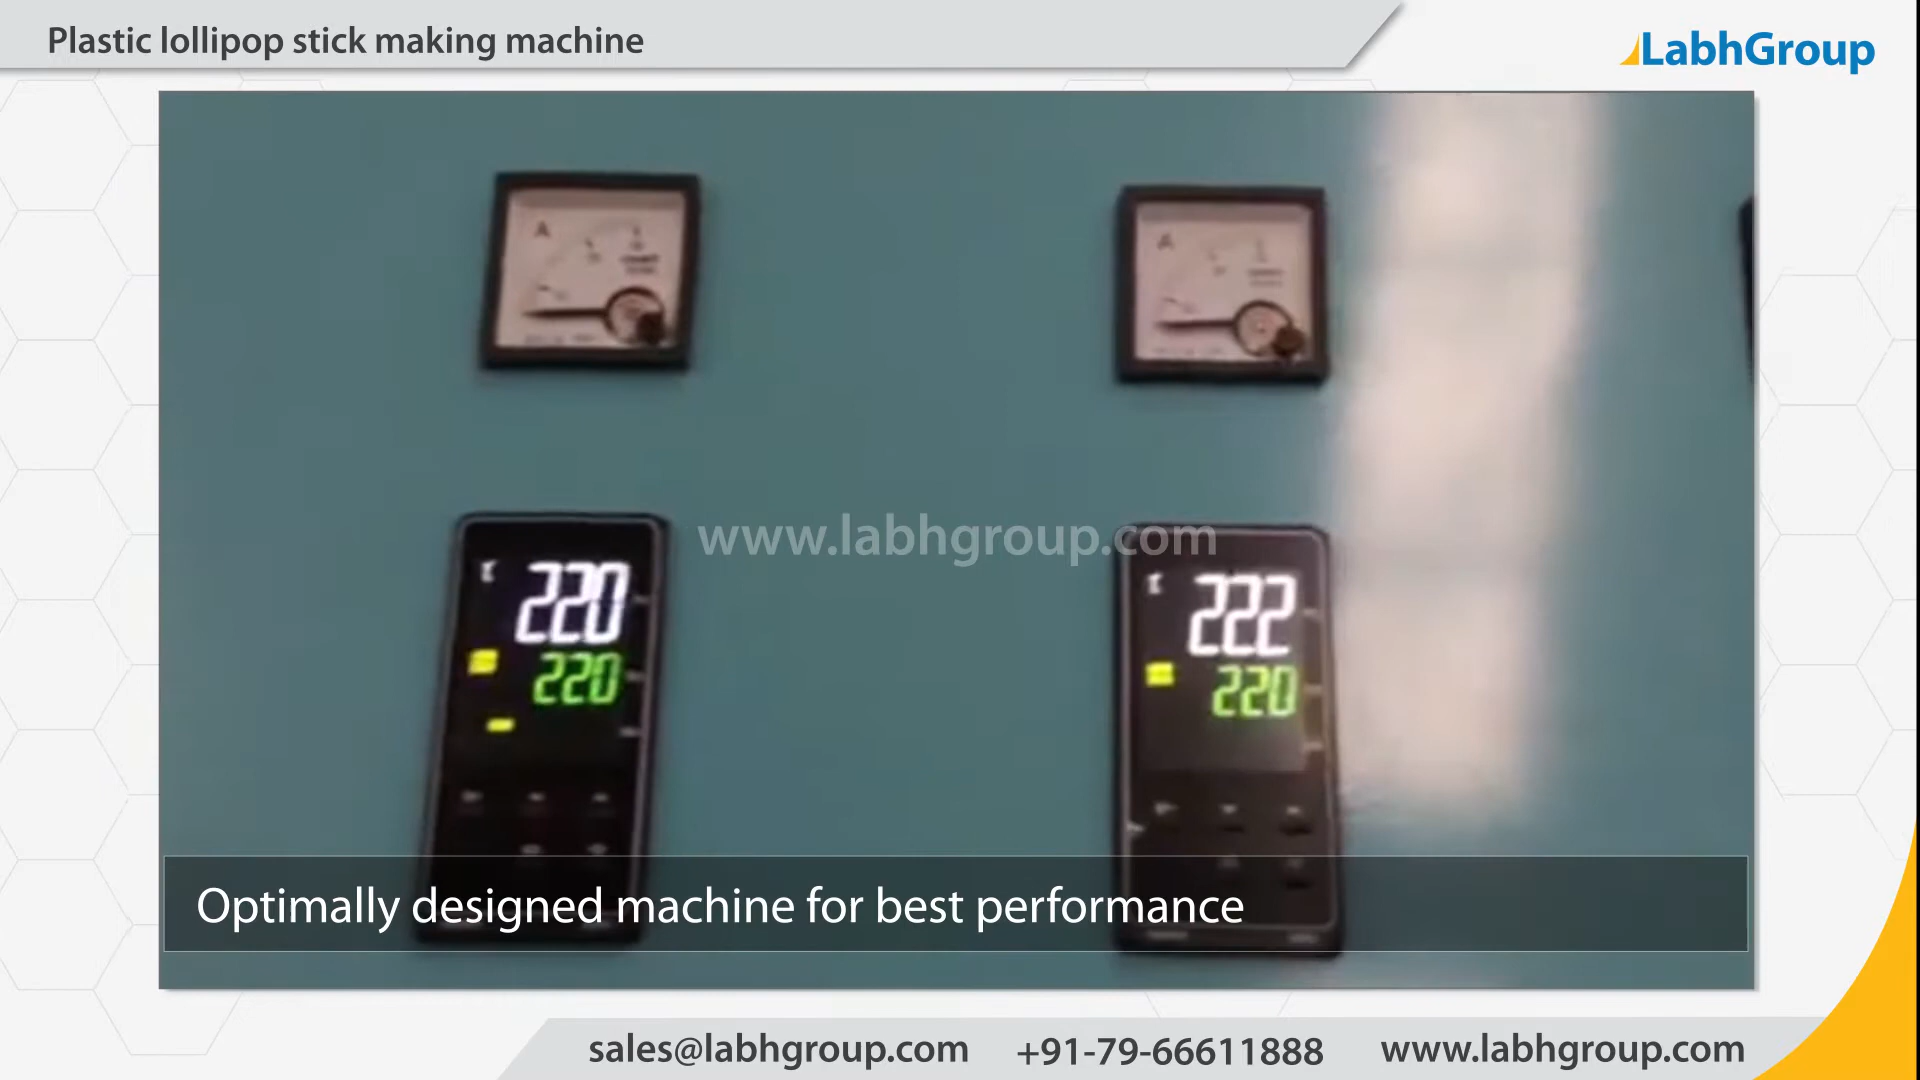 Plastic lollipop stick making machine
LabhGroup
A
A
www.labhgroup.com
220
220
222
220
Optimally designed machine for best performance
sales@labhgroup.com
+91-79-66611888
www.labhgroup.com